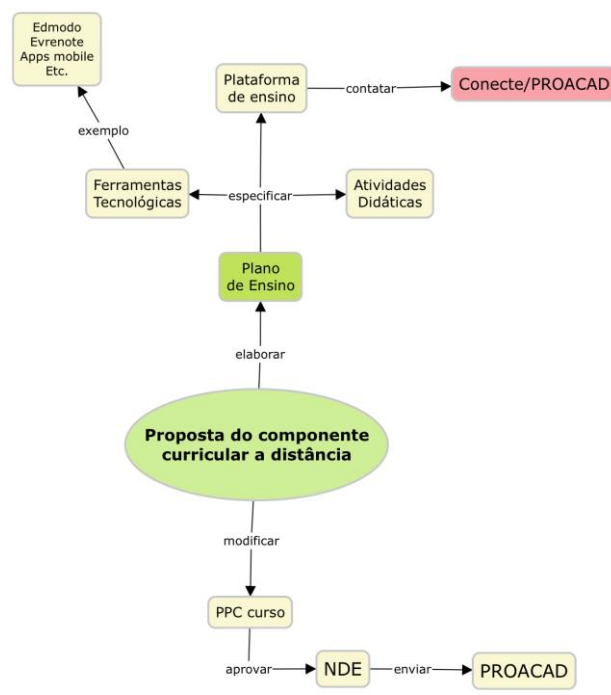 Edmodo
Evrenote
Apps mobile
Etc.
Plataforma
de ensino
contatar
Conecte/PROACAD
exemplo
Ferramentas
Tecnológicas
especificar
Atividades
Didáticas
Plano
de Ensino
elaborar
Proposta do componente
curricular a distância
modificar
PPC curso
aprovar
NDE
enviar
PROACAD